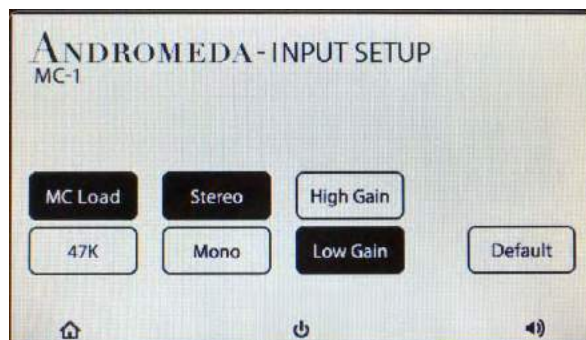 ANDROMEDA-INPUT SETUP
MC-1
MC Load Stereo High Gain
47K Mono Low Gain Default